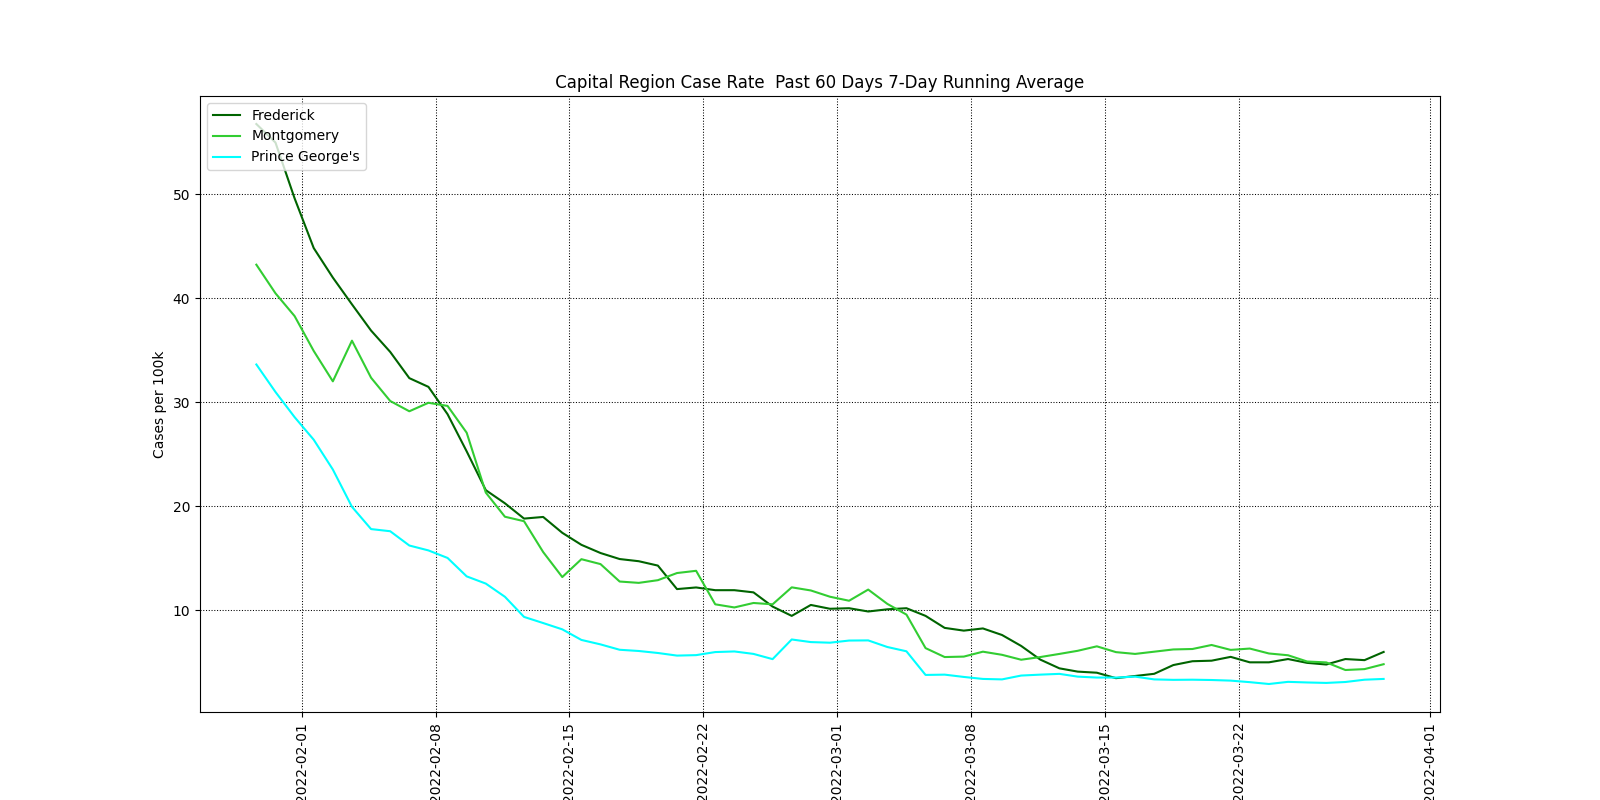 Capital Region Case Rate  Past 60 Days 7-Day Running Average
Frederick
Montgomery
Prince George's
50
40
30
20
10
Cases per 100k
2022-02-01
2022-02-08
2022-02-15
2022-02-22
2022-03-01
2022-03-08
2022-03-15
2022-03-22
2022-04-01